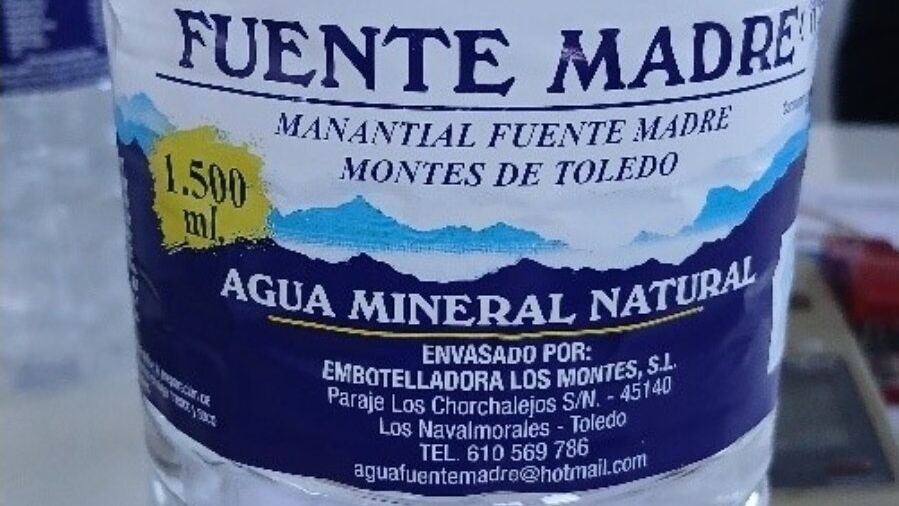 FUENTE MADRE
MANANTIAL FUENTE MADRE
MONTES DE TOLEDO
1.500
ml.
AGUA MINERAL NATURAL
ENVASADO POR:
EMBOTELLADORA LOS MONTES, S.L.
Paraje Los Chorchalejos S/N. - 45140
Los Navalmorales - Toledo
TEL. 610 569 786
aguafuentemadre@hotmail.com